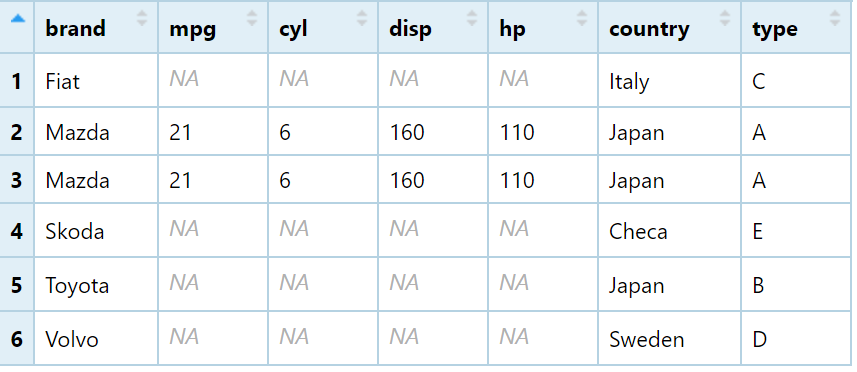 brand mpg cyl disp hp country type
1 Fiat NA NA NA NA Italy C
2 Mazda 21 6 160 110 Japan A
3 Mazda 21 6 160 110 Japan A
4 Skoda NA NA NA NA Checa E
5 Toyota NA NA NA NA Japan B
6 Volvo NA NA NA NA Sweden D